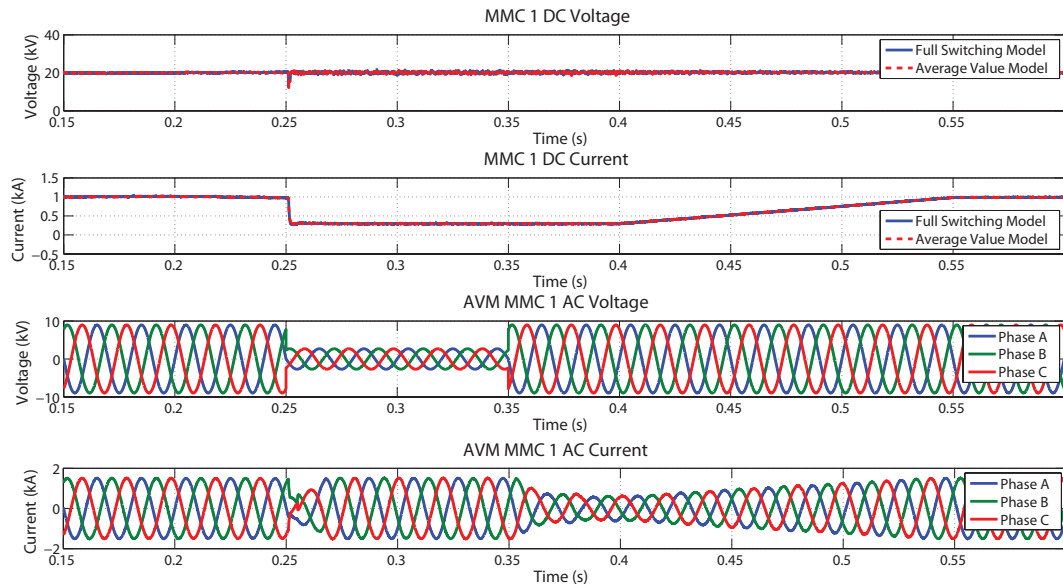 MMC 1 DC Voltage
Voltage (kV)
40
20
0
Full Switching Model
Average Value Model
0.15 0.2 0.25 0.3 0.35 0.4 0.45 0.5 0.55
Time (s)
MMC 1 DC Current
Current (kA)
1.5
1
0.5
0
−0.5
Full Switching Model
Average Value Model
0.15 0.2 0.25 0.3 0.35 0.4 0.45 0.5 0.55
Time (s)
AVM MMC 1 AC Voltage
Voltage (kV)
10
0
−10
Phase A
Phase B
Phase C
0.15 0.2 0.25 0.3 0.35 0.4 0.45 0.5 0.55
Time (s)
AVM MMC 1 AC Current
Current (kA)
2
0
−2
Phase A
Phase B
Phase C
0.15 0.2 0.25 0.3 0.35 0.4 0.45 0.5 0.55
Time (s)